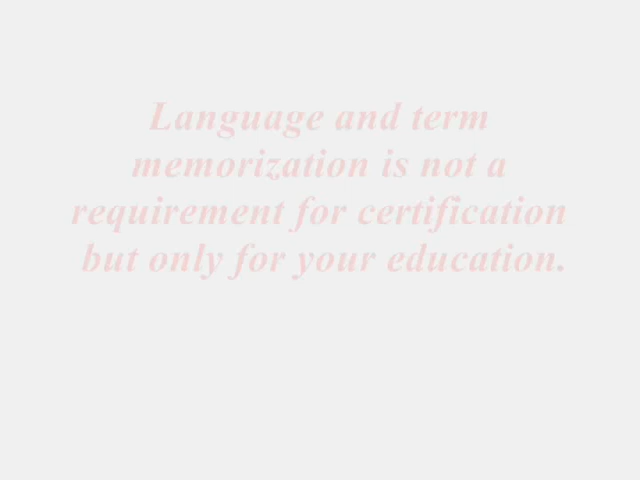 Language and term
memorization is not a
requirement for certification
but only for your education.